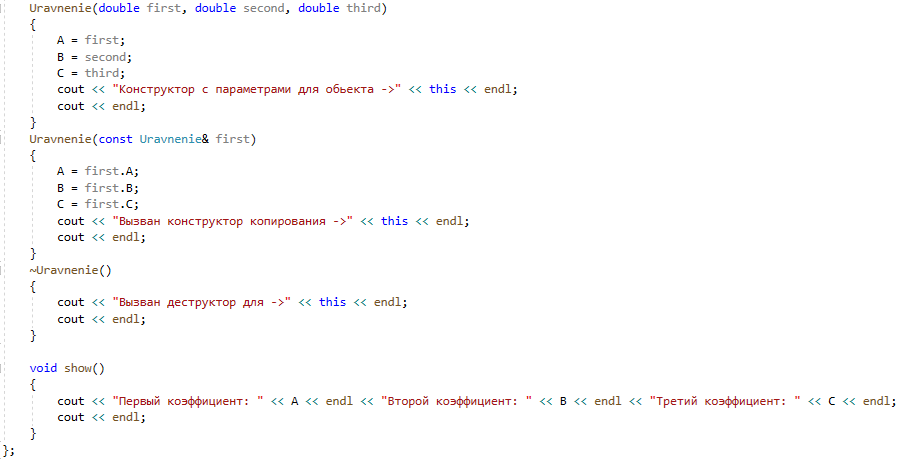 Uravnenie(double first, double second, double third)
{
A = first;
B = second;
C = third;
cout << "Конструктор с параметрами для обьекта ->" << this << endl;
cout << endl;
}
Uravnenie(const Uravnenie& first)
{
A = first.A;
B = first.B;
C = first.C;
cout << "Вызван конструктор копирования ->" << this << endl;
cout << endl;
}
~Uravnenie()
{
cout << "Вызван деструктор для ->" << this << endl;
cout << endl;
}
void show()
{
cout << "Первый коэффициент: " << A << endl << "Второй коэффициент: " << B << endl << "Третий коэффициент: " << C << endl;
cout << endl;
}
};